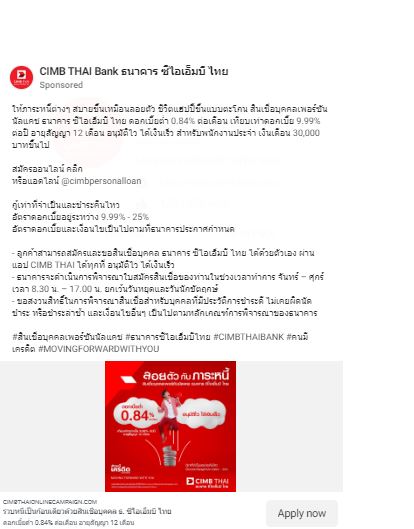 CIMB THAI Bank ธนาคาร ซีไอเอ็มบี ไทย
Sponsored
ให้ภาระหนี้ต่างๆ สบายขึ้นเหมือนลอยตัว ชีวิตแฮปปี้ขึ้นแบบตะโกน สินเชื่อบุคคลเพอร์ซัน
นัลแคช ธนาคาร ซีไอเอ็มบี ไทย ดอกเบี้ยต่ำ 0.84% ต่อเดือน เทียบเท่าดอกเบี้ย 9.99%
ต่อปี อายุสัญญา 12 เดือน อนุมัติไว ได้เงินเร็ว สำหรับพนักงานประจำ เงินเดือน 30,000
บาทขึ้นไป
สมัครออนไลน์ คลิก
หรือแอดไลน์ @cimbpersonalloan
กู้เท่าที่จำเป็นและชำระคืนไหว
อัตราดอกเบี้ยอยู่ระหว่าง 9.99% - 25%
อัตราดอกเบี้ยและเงื่อนไขเป็นไปตามที่ธนาคารประกาศกำหนด
- ลูกค้าสามารถสมัครและขอสินเชื่อบุคคล ธนาคาร ซีไอเอ็มบี ไทย ได้ด้วยตัวเอง ผ่าน
แอป CIMB THAI ได้ทุกที่ อนุมัติไว ได้เงินเร็ว
- ธนาคารจะดำเนินการพิจารณาใบสมัครสินเชื่อของท่านในช่วงเวลาทำการ จันทร์ – ศุกร์
เวลา 8.30 น. – 17.00 น. ยกเว้นวันหยุดและวันนักขัตฤกษ์
- ขอสงวนสิทธิ์ในการพิจารณาสินเชื่อสำหรับบุคคลที่มีประวัติการชำระดี ไม่เคยผิดนัด
ชำระ หรือชำระล่าช้า และเงื่อนไขอื่นๆ เป็นไปตามหลักเกณฑ์การพิจารณาของธนาคาร
#สินเชื่อบุคคลเพอร์ซันนัลแคช #ธนาคารซีไอเอ็มบีไทย #CIMBTHAIBANK #คนมี
เครดิต #MOVINGFORWARDWITHYOU
ลอยตัว กับ ภาระหนี้
ดอกเบี้ยต่ำ
0.84%
อนุมัติไว ได้เงินเร็ว
เครดิต
CIMB THAI
CIMBTHAIONLINECAMPAIGN.COM
รวบหนี้เป็นก้อนเดียวด้วยสินเชื่อบุคคล ธ. ซีไอเอ็มบี ไทย
ดอกเบี้ยต่ำ 0.84% ต่อเดือน อายุสัญญา 12 เดือน
Apply now